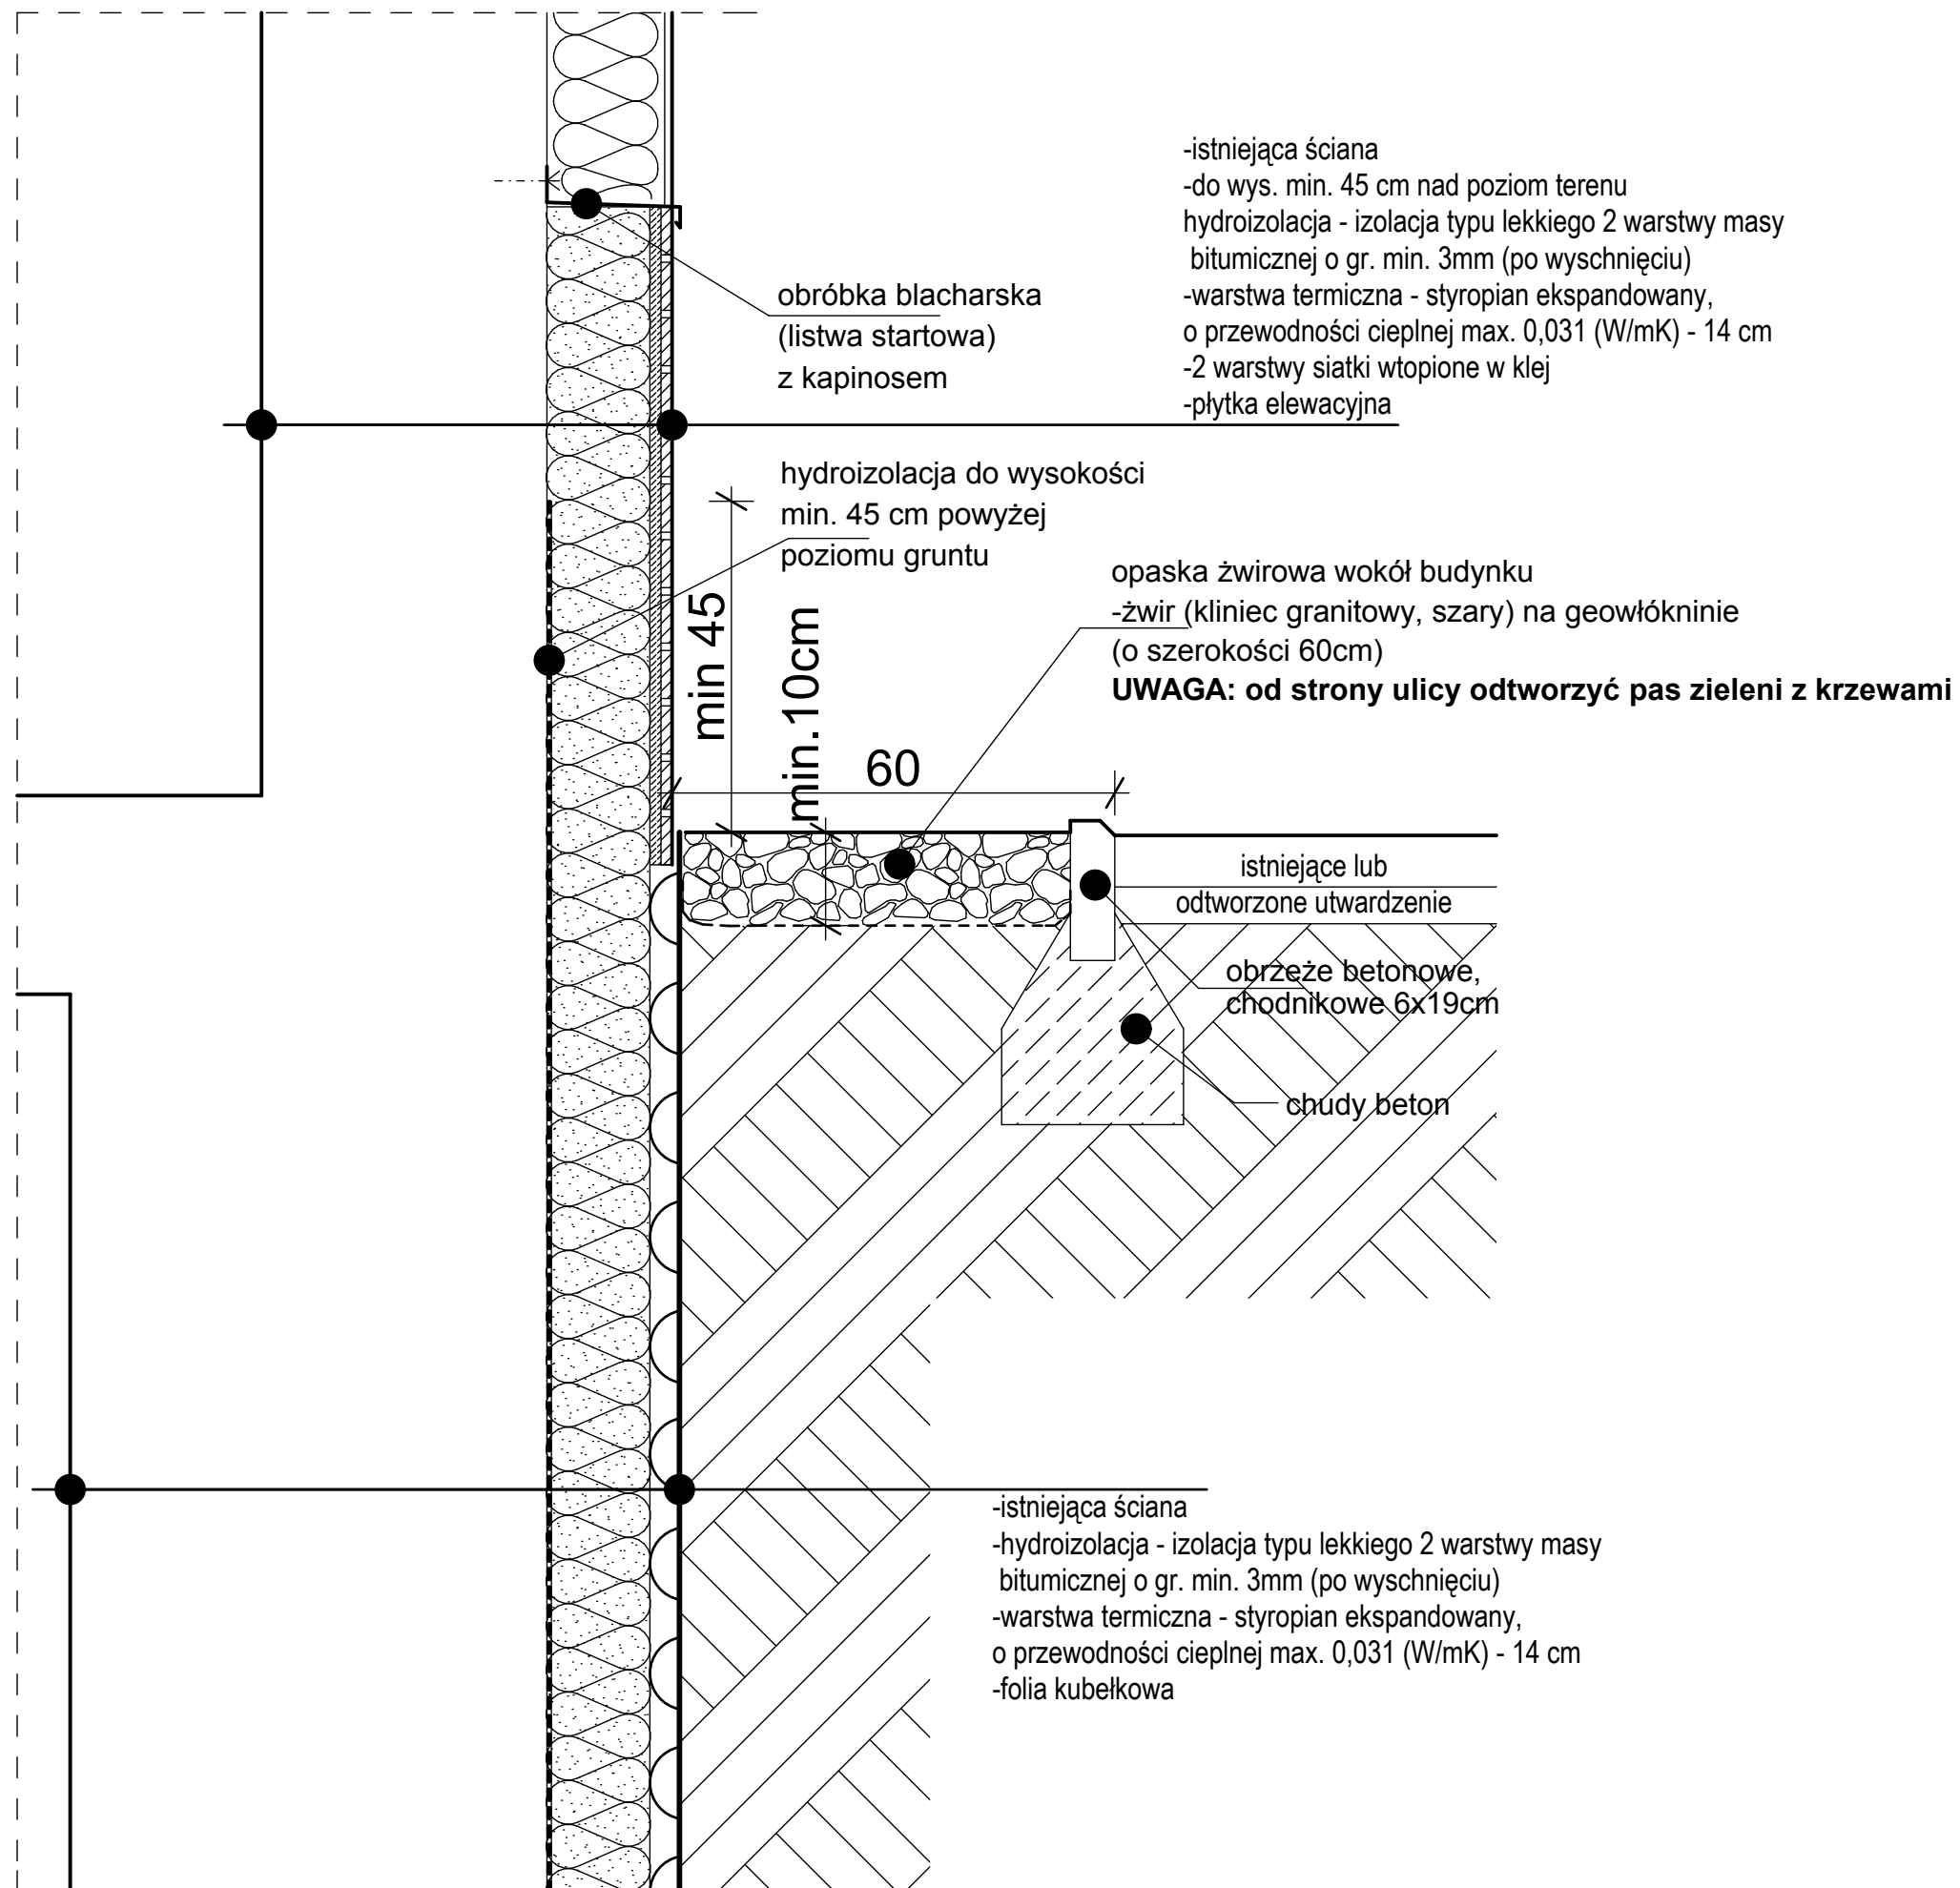 -istniejąca ściana
-do wys. min. 45 cm nad poziom terenu
hydroizolacja - izolacja typu lekkiego 2 warstwy masy
bitumicznej o gr. min. 3mm (po wyschnięciu)
-warstwa termiczna - styropian ekspandowany,
o przewodności cieplnej max. 0,031 (W/mK) - 14 cm
-2 warstwy siatki wtopione w klej
-płytka elewacyjna
obróbka blacharska
(listwa startowa)
z kapinosem
hydroizolacja do wysokości
min. 45 cm powyżej
poziomu gruntu
opaska żwirowa wokół budynku
-żwir (kliniec granitowy, szary) na geowłókninie
(o szerokości 60cm)
UWAGA: od strony ulicy odtworzyć pas zieleni z krzewami
min 45
min.10cm
60
istniejące lub
odtworzone utwardzenie
obrzeże betonowe,
chodnikowe 6x19cm
chudy beton
-istniejąca ściana
-hydroizolacja - izolacja typu lekkiego 2 warstwy masy
bitumicznej o gr. min. 3mm (po wyschnięciu)
-warstwa termiczna - styropian ekspandowany,
o przewodności cieplnej max. 0,031 (W/mK) - 14 cm
-folia kubełkowa